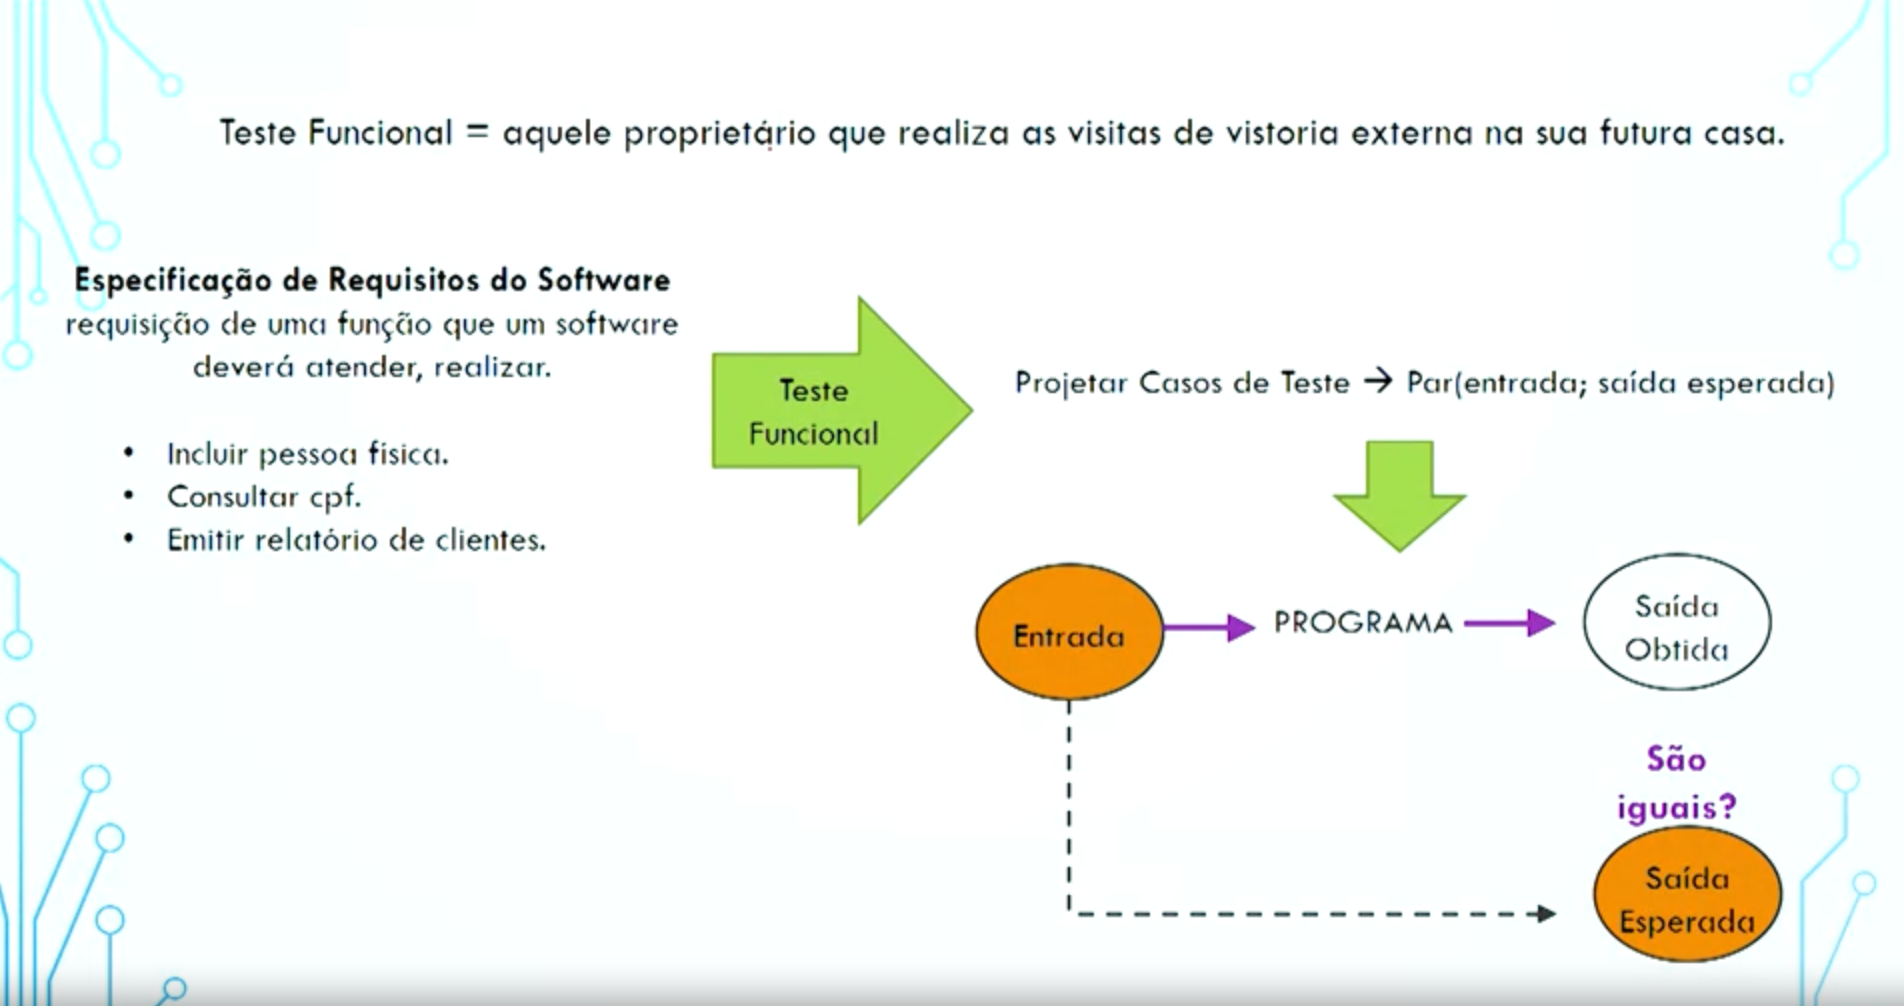 Teste Funcional = aquele proprietário que realiza as visitas de vistoria externa na sua futura casa.
Especificação de Requisitos do Software
requisição de uma função que um software
deverá atender, realizar.
• Incluir pessoa física.
• Consultar cpf.
• Emitir relatório de clientes.
Teste
Funcional
Projetar Casos de Teste → Par(entrada; saída esperada)
Entrada
PROGRAMA
Saída
Obtida
São
iguais?
Saída
Esperada